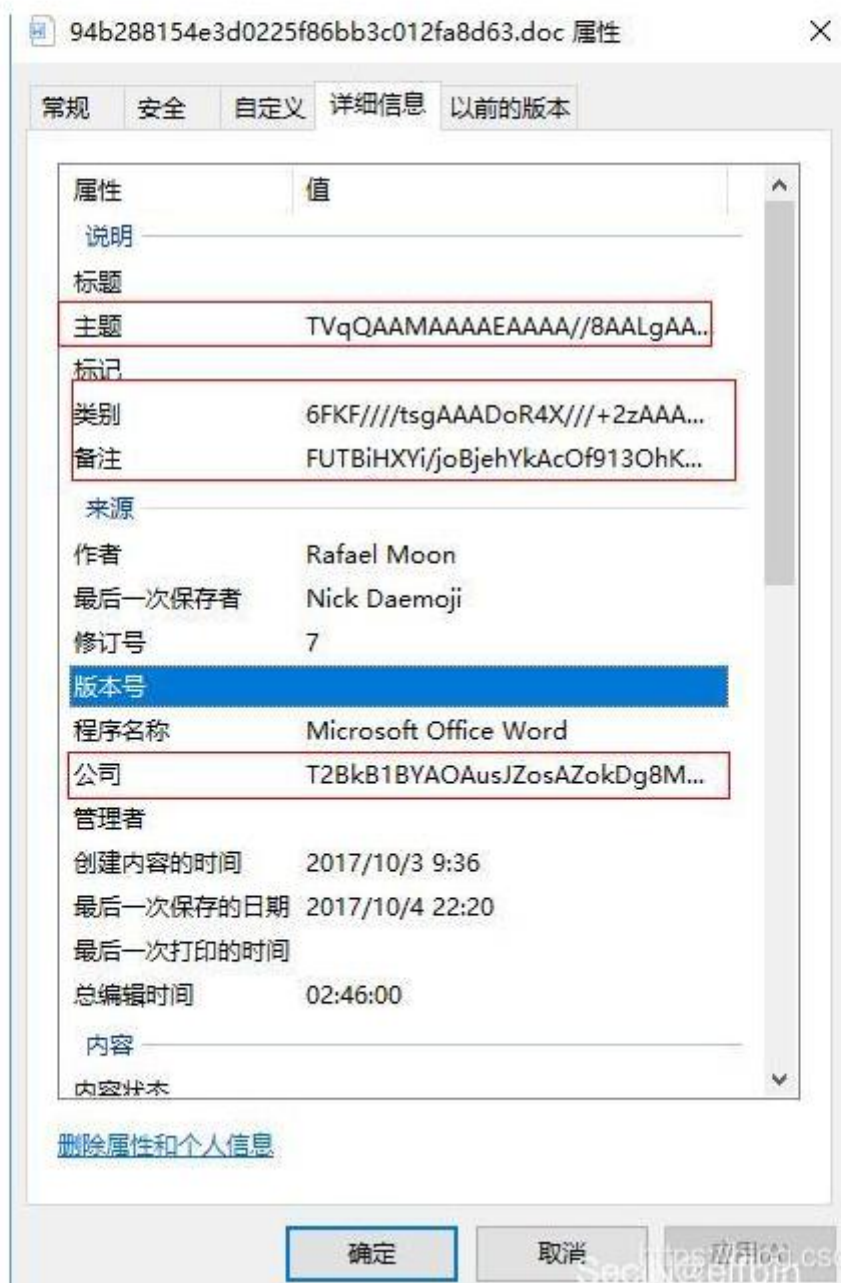 94b288154e3d0225f86bb3c012fa8d63.doc 属性
常规 安全 自定义 详细信息 以前的版本
属性 值
说明
标题
主题 TVqQAAMAAAAEAAAA//8AALgAA...
标记
类别 6FKF////tsgAAADoR4X///+2zAAA...
备注 FUTBiHXYi/joBjehYkAcOf913OhK...
来源
作者 Rafael Moon
最后一次保存者 Nick Daemoji
修订号 7
版本号
程序名称 Microsoft Office Word
公司 T2BkB1BYAOAusJZosAZokDg8M...
管理者
创建内容的时间 2017/10/3 9:36
最后一次保存的日期 2017/10/4 22:20
最后一次打印的时间
总编辑时间 02:46:00
内容
内容状态
删除属性和个人信息
确定 取消 应用(A)